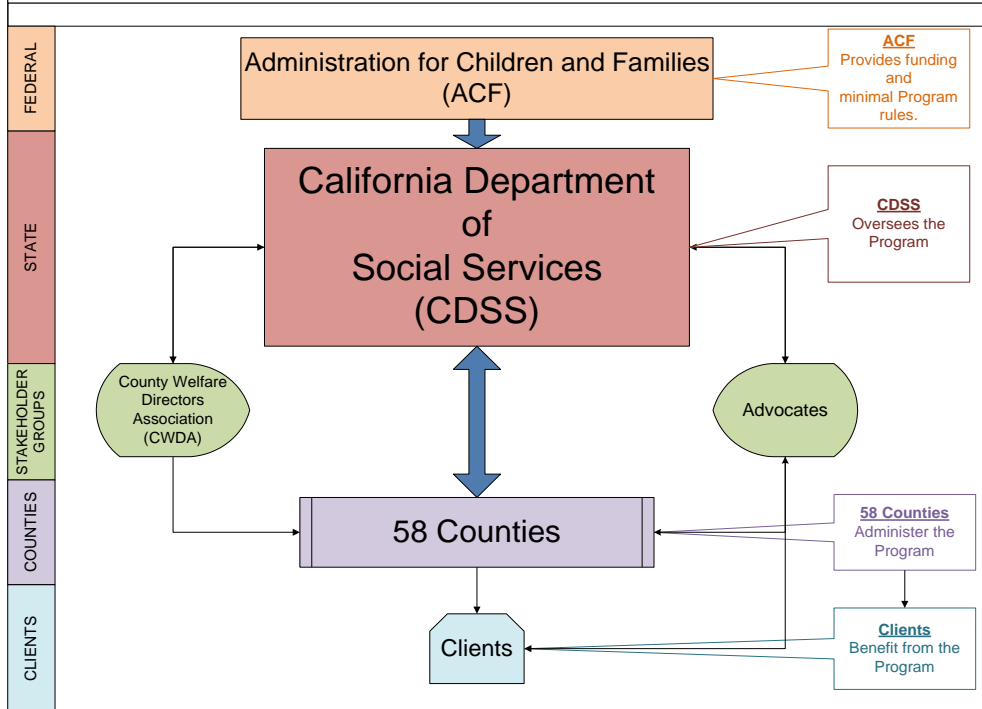 FEDERAL
Administration for Children and Families
(ACF)
ACF
Provides funding
and
minimal Program
rules.
STATE
California Department
of
Social Services
(CDSS)
CDSS
Oversees the
Program
STAKEHOLDER
GROUPS
County Welfare
Directors
Association
(CWDA)
Advocates
COUNTIES
58 Counties
58 Counties
Administer the
Program
CLIENTS
Clients
Clients
Benefit from the
Program